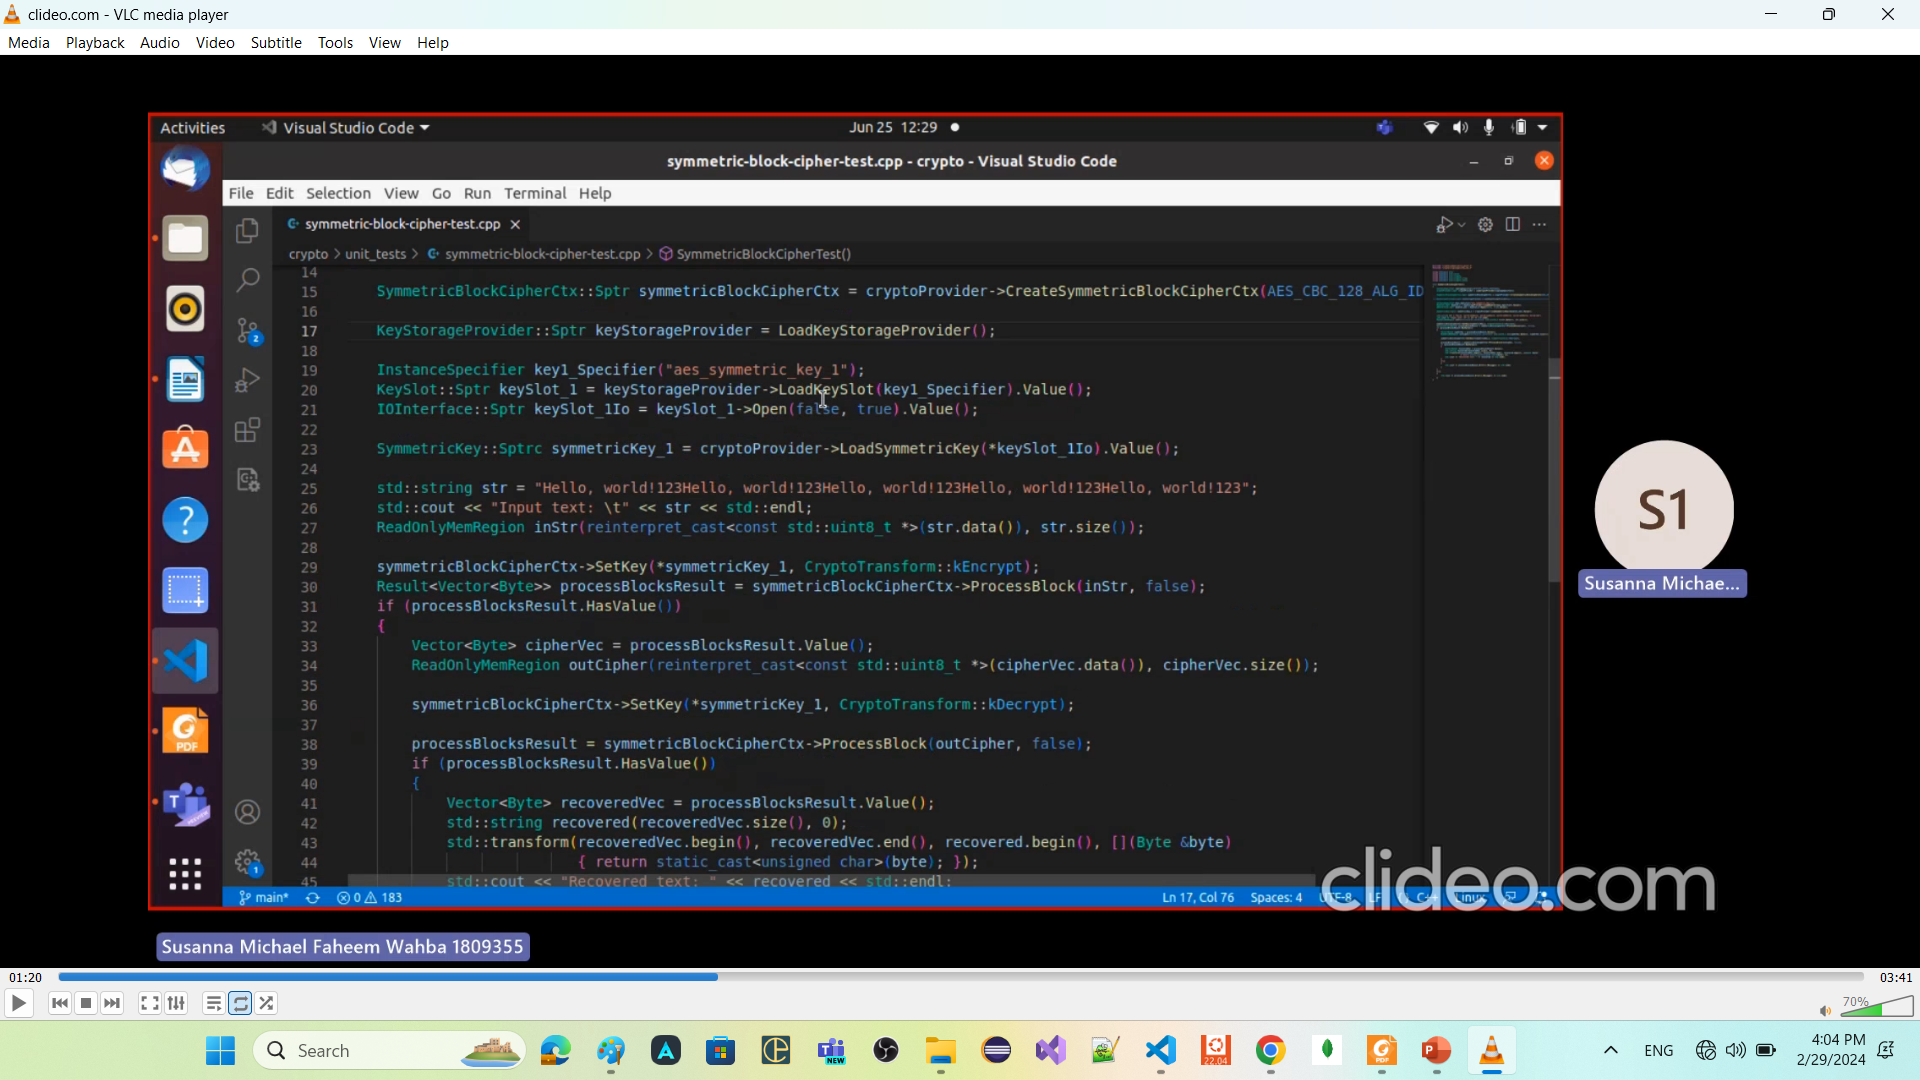 clideo.com - VLC media player
Media Playback Audio Video Subtitle Tools View Help
Activities Visual Studio Code Jun 25 12:29
symmetric-block-cipher-test.cpp - crypto - Visual Studio Code
File Edit Selection View Go Run Terminal Help
symmetric-block-cipher-test.cpp
crypto > unit_tests > symmetric-block-cipher-test.cpp > SymmetricBlockCipherTest()
14
15 SymmetricBlockCipherCtx::Sptr symmetricBlockCipherCtx = cryptoProvider->CreateSymmetricBlockCipherCtx(AES_CBC_128_ALG_ID
16
17 KeyStorageProvider::Sptr keyStorageProvider = LoadKeyStorageProvider();
18
19 InstanceSpecifier key1_Specifier("aes_symmetric_key_1");
20 KeySlot::Sptr keySlot_1 = keyStorageProvider->LoadKeySlot(key1_Specifier).Value();
21 IOInterface::Sptr keySlot_1Io = keySlot_1->Open(false, true).Value();
22
23 SymmetricKey::Sptrc symmetricKey_1 = cryptoProvider->LoadSymmetricKey(*keySlot_1Io).Value();
24
25 std::string str = "Hello, world!123Hello, world!123Hello, world!123Hello, world!123Hello, world!123";
26 std::cout << "Input text: \t" << str << std::endl;
27 ReadOnlyMemRegion inStr(reinterpret_cast<const std::uint8_t *>(str.data()), str.size());
28
29 symmetricBlockCipherCtx->SetKey(*symmetricKey_1, CryptoTransform::kEncrypt);
30 Result<Vector<Byte>> processBlocksResult = symmetricBlockCipherCtx->ProcessBlock(inStr, false);
31 if (processBlocksResult.HasValue())
32 {
33 Vector<Byte> cipherVec = processBlocksResult.Value();
34 ReadOnlyMemRegion outCipher(reinterpret_cast<const std::uint8_t *>(cipherVec.data()), cipherVec.size());
35
36 symmetricBlockCipherCtx->SetKey(*symmetricKey_1, CryptoTransform::kDecrypt);
37
38 processBlocksResult = symmetricBlockCipherCtx->ProcessBlock(outCipher, false);
39 if (processBlocksResult.HasValue())
40 {
41 Vector<Byte> recoveredVec = processBlocksResult.Value();
42 std::string recovered(recoveredVec.size(), 0);
43 std::transform(recoveredVec.begin(), recoveredVec.end(), recovered.begin(), [](Byte &byte)
44 { return static_cast<unsigned char>(byte); });
45 std::cout << "Recovered text: " << recovered << std::endl;
main* 0 183 Ln 17, Col 76 Spaces: 4 UTF-8 LF C++ Linux
clideo.com
S1
Susanna Michae...
Susanna Michael Faheem Wahba 1809355
01:20 03:41
70%
Search ENG 4:04 PM
2/29/2024